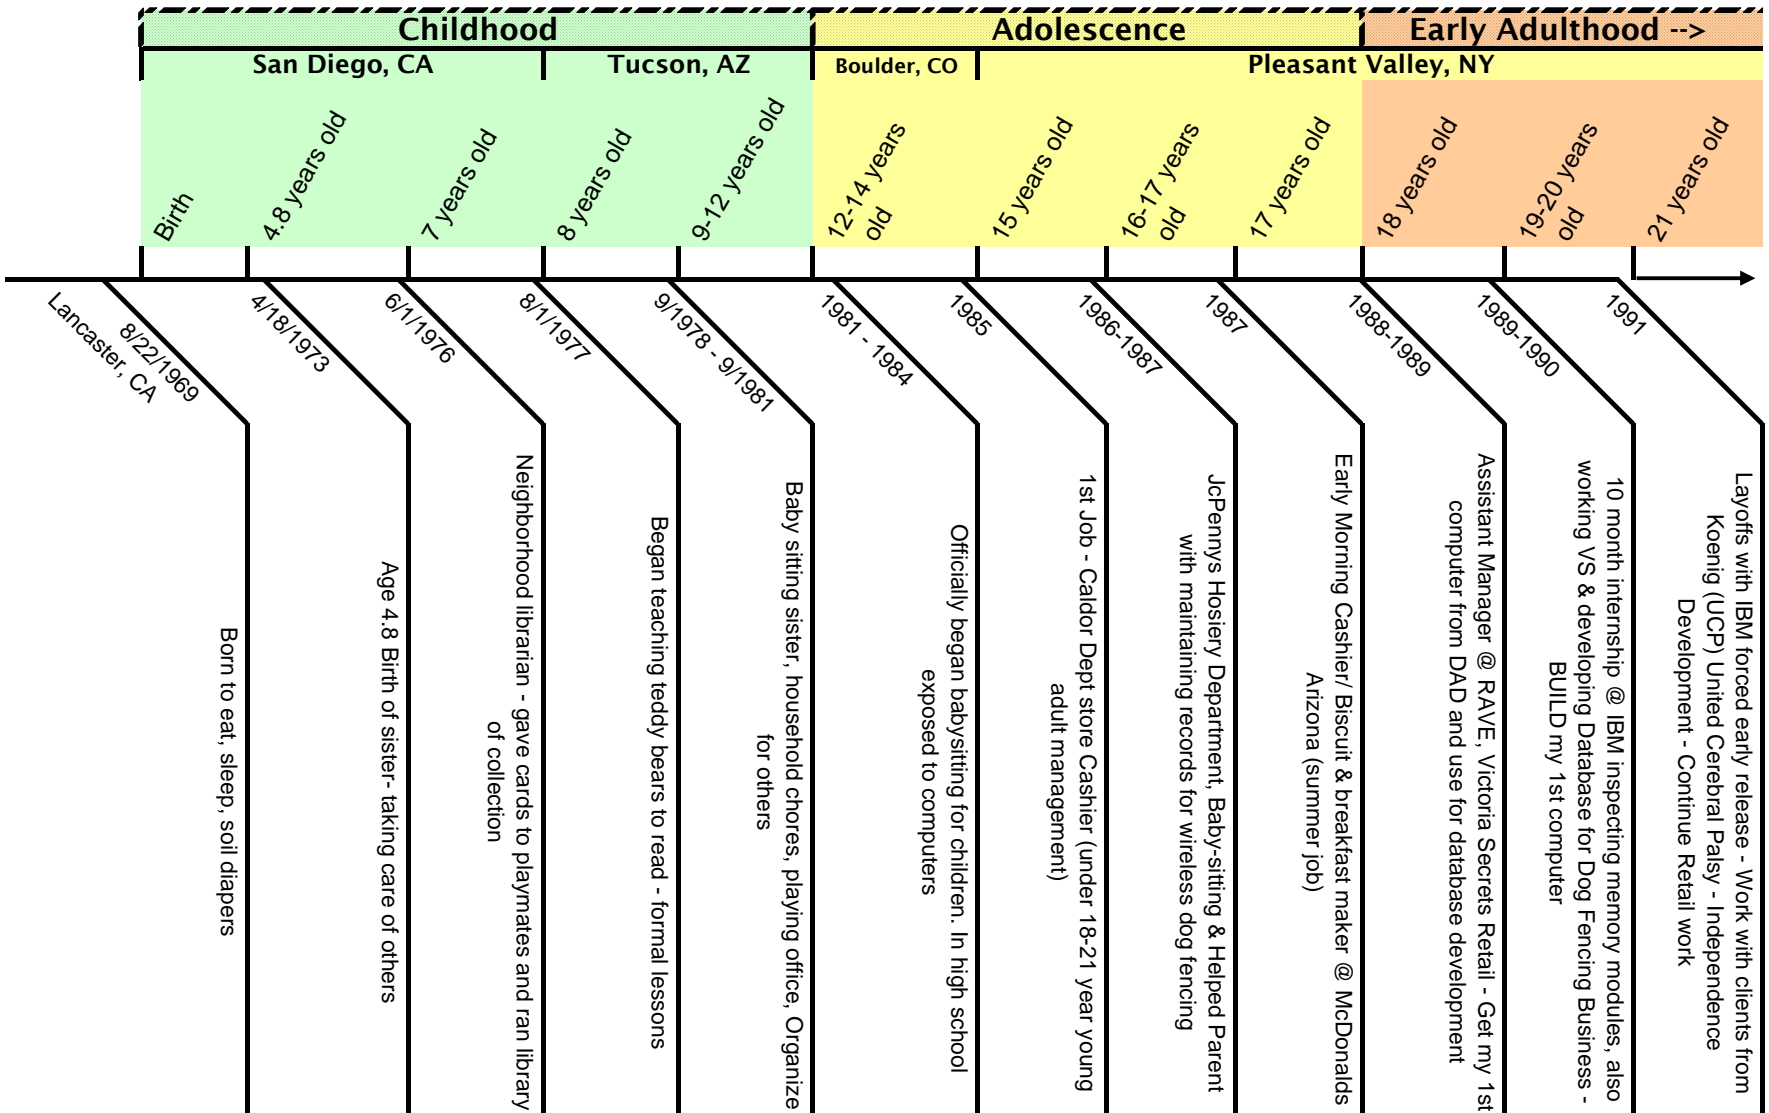 Childhood
Adolescence
Early Adulthood -->
San Diego, CA
Tucson, AZ
Boulder, CO
Pleasant Valley, NY
Birth
4.8 years old
7 years old
8 years old
9-12 years old
12-14 years
old
15 years old
16-17 years
old
17 years old
18 years old
19-20 years
old
21 years old
8/22/1969
Lancaster, CA
4/18/1973
6/1/1976
8/1/1977
9/1978 - 9/1981
1981 - 1984
1985
1986-1987
1987
1988-1989
1989-1990
1991
Born to eat, sleep, soil diapers
Age 4.8 Birth of sister- taking care of others
Neighborhood librarian - gave cards to playmates and ran library
of collection
Began teaching teddy bears to read - formal lessons
Baby sitting sister, household chores, playing office, Organize
for others
Officially began babysitting for children. In high school
exposed to computers
1st Job - Caldor Dept store Cashier (under 18-21 year young
adult management)
JcPennys Hosiery Department, Baby-sitting & Helped Parent
with maintaining records for wireless dog fencing
Early Morning Cashier/ Biscuit & breakfast maker @ McDonalds
Arizona (summer job)
Assistant Manager @ RAVE, Victoria Secrets Retail - Get my 1st
computer from DAD and use for database development
10 month internship @ IBM inspecting memory modules, also
working VS & developing Database for Dog Fencing Business -
BUILD my 1st computer
Layoffs with IBM forced early release - Work with clients from
Koenig (UCP) United Cerebral Palsy - Independence
Development - Continue Retail work